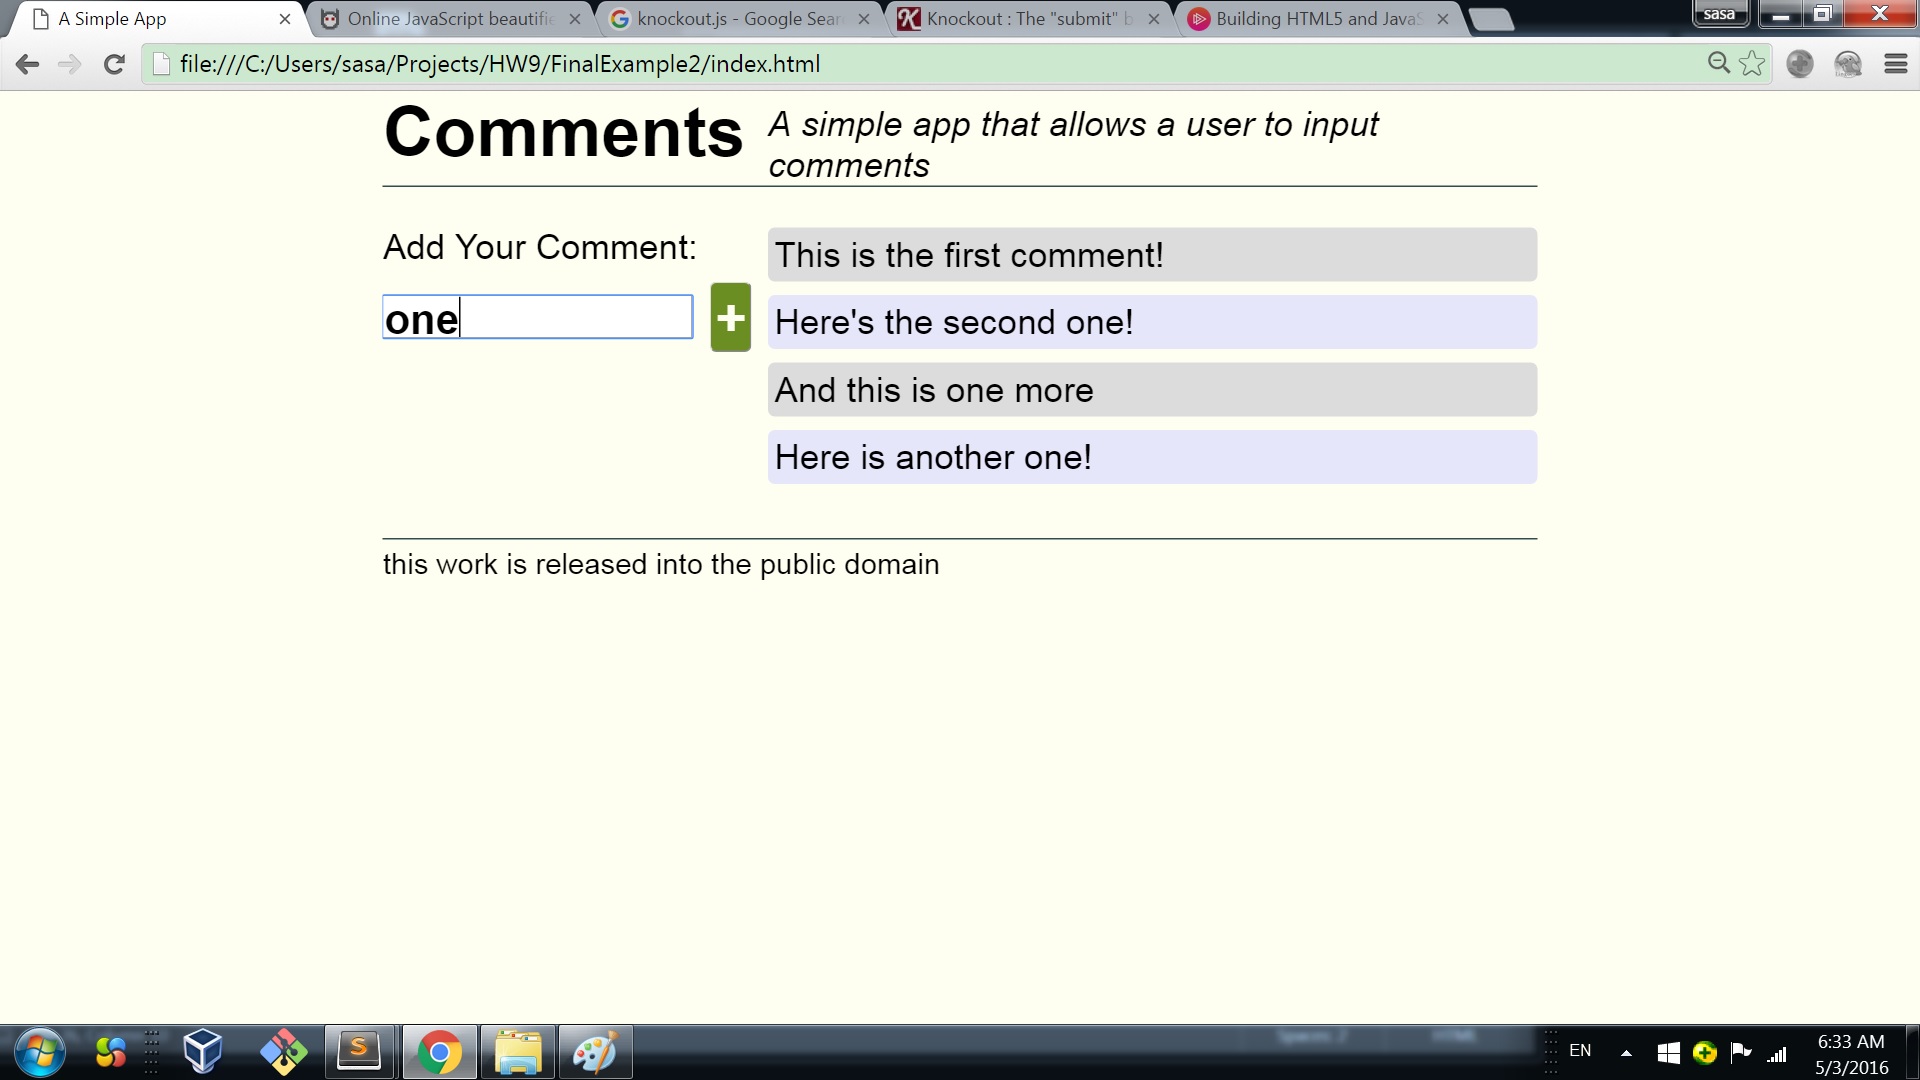 A Simple App
Online JavaScript beautifie
knockout.js - Google Sear
Knockout : The "submit" b
Building HTML5 and JavaS
sasa
file:///C:/Users/sasa/Projects/HW9/FinalExample2/index.html
Comments
A simple app that allows a user to input
comments
Add Your Comment:
one
+
This is the first comment!
Here's the second one!
And this is one more
Here is another one!
this work is released into the public domain
Spaces: 2
HTML
EN
6:33 AM
5/3/2016